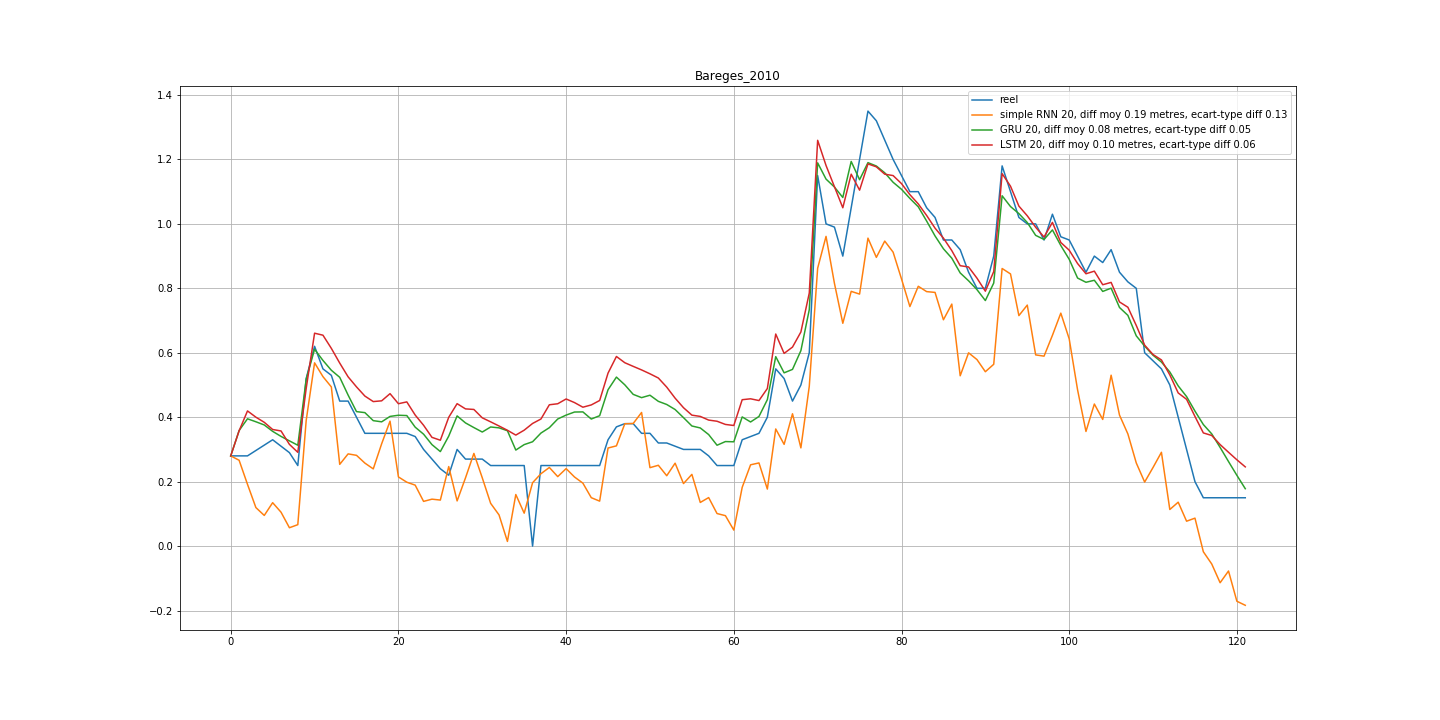 Bareges_2010
reel
simple RNN 20, diff moy 0.19 metres, ecart-type diff 0.13
GRU 20, diff moy 0.08 metres, ecart-type diff 0.05
LSTM 20, diff moy 0.10 metres, ecart-type diff 0.06
1.4
1.2
1.0
0.8
0.6
0.4
0.2
0.0
−0.2
0 20 40 60 80 100 120